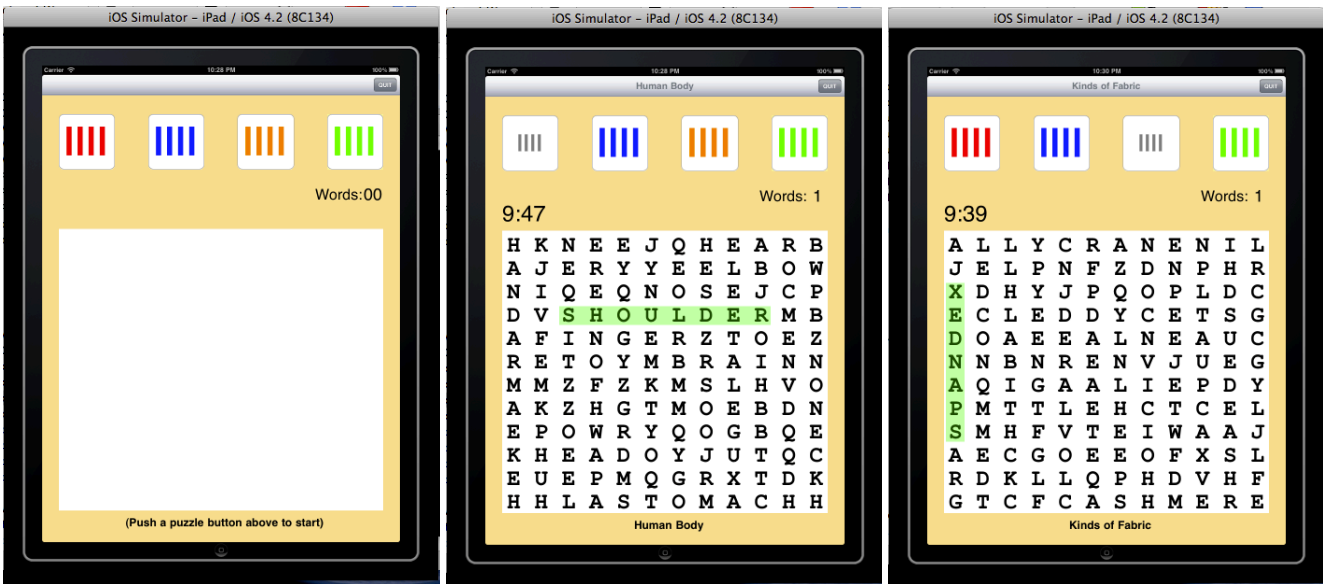 iOS Simulator – iPad / iOS 4.2 (8C134)
Carrier 10:28 PM 100%
QUIT
Words:00
(Push a puzzle button above to start)
iOS Simulator – iPad / iOS 4.2 (8C134)
Carrier 10:28 PM 100%
Human Body QUIT
Words: 1
9:47
H K N E E J Q H E A R B
A J E R Y Y E E L B O W
N I Q E Q N O S E J C P
D V S H O U L D E R M B
A F I N G E R Z T O E Z
R E T O Y M B R A I N N
M M Z F Z K M S L H V O
A K Z H G T M O E B D N
E P O W R Y Q O G B Q E
K H E A D O Y J U T Q C
E U E P M Q G R X T D K
H H L A S T O M A C H H
Human Body
iOS Simulator – iPad / iOS 4.2 (8C134)
Carrier 10:30 PM 100%
Kinds of Fabric QUIT
Words: 1
9:39
A L L Y C R A N E N I L
J E L P N F Z D N P H R
X D H Y J P Q O P L D C
E C L E D D Y C E T S G
D O A E E A L N E A U C
N N B N R E N V J U E G
A Q I G A A L I E P D Y
P M T T L E H C T C E L
S M H F V T E I W A A J
A E C G O E E O F X S L
R D K L L Q P H D V H F
G T C F C A S H M E R E
Kinds of Fabric